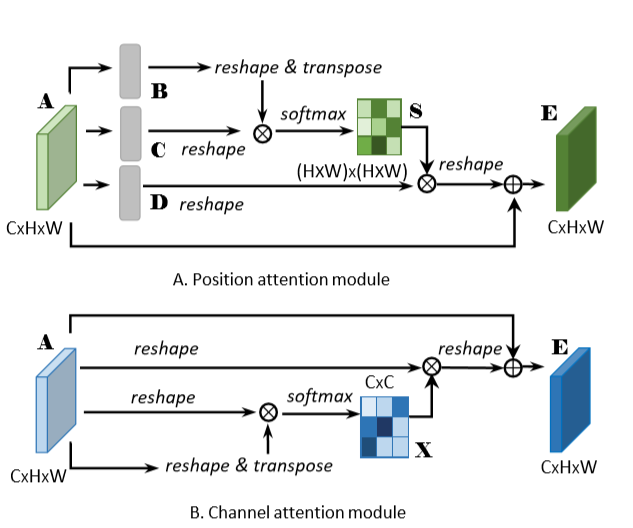 reshape & transpose
B
A
softmax
S
E
C reshape
(HxW)x(HxW)
reshape
D reshape
CxHxW
CxHxW
A. Position attention module
A
reshape
reshape
E
CxC
reshape
softmax
X
reshape & transpose
CxHxW
CxHxW
B. Channel attention module